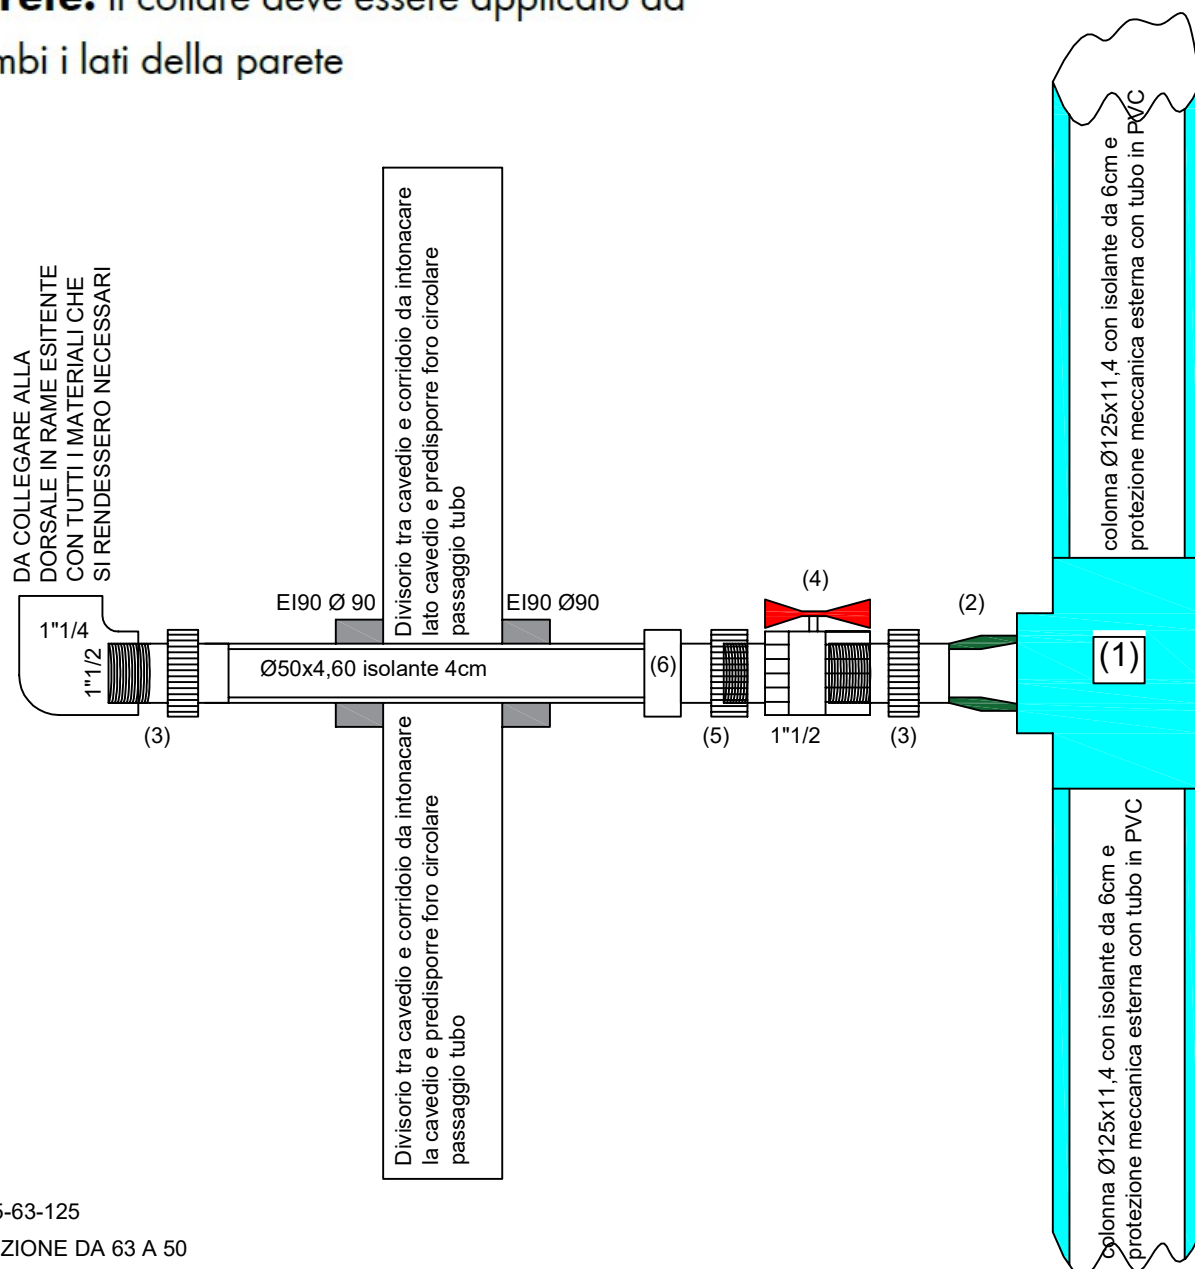 rete: Il collare deve essere applicato da
mbi i lati della parete
DA COLLEGARE ALLA
DORSALE IN RAME ESITENTE
CON TUTTI I MATERIALI CHE
SI RENDESSERO NECESSARI
Divisorio tra cavedio e corridoio da intonacare
lato cavedio e predisporre foro circolare
passaggio tubo
colonna Ø125x11,4 con isolante da 6cm e
protezione meccanica esterna con tubo in PVC
EI90 Ø 90
EI90 Ø90
(4)
(2)
1"1/4
1"1/2
Ø50x4,60 isolante 4cm
(6)
(1)
(3)
(5)
1"1/2
(3)
Divisorio tra cavedio e corridoio da intonacare
la cavedio e predisporre foro circolare
passaggio tubo
colonna Ø125x11,4 con isolante da 6cm e
protezione meccanica esterna con tubo in PVC
5-63-125
ZIONE DA 63 A 50